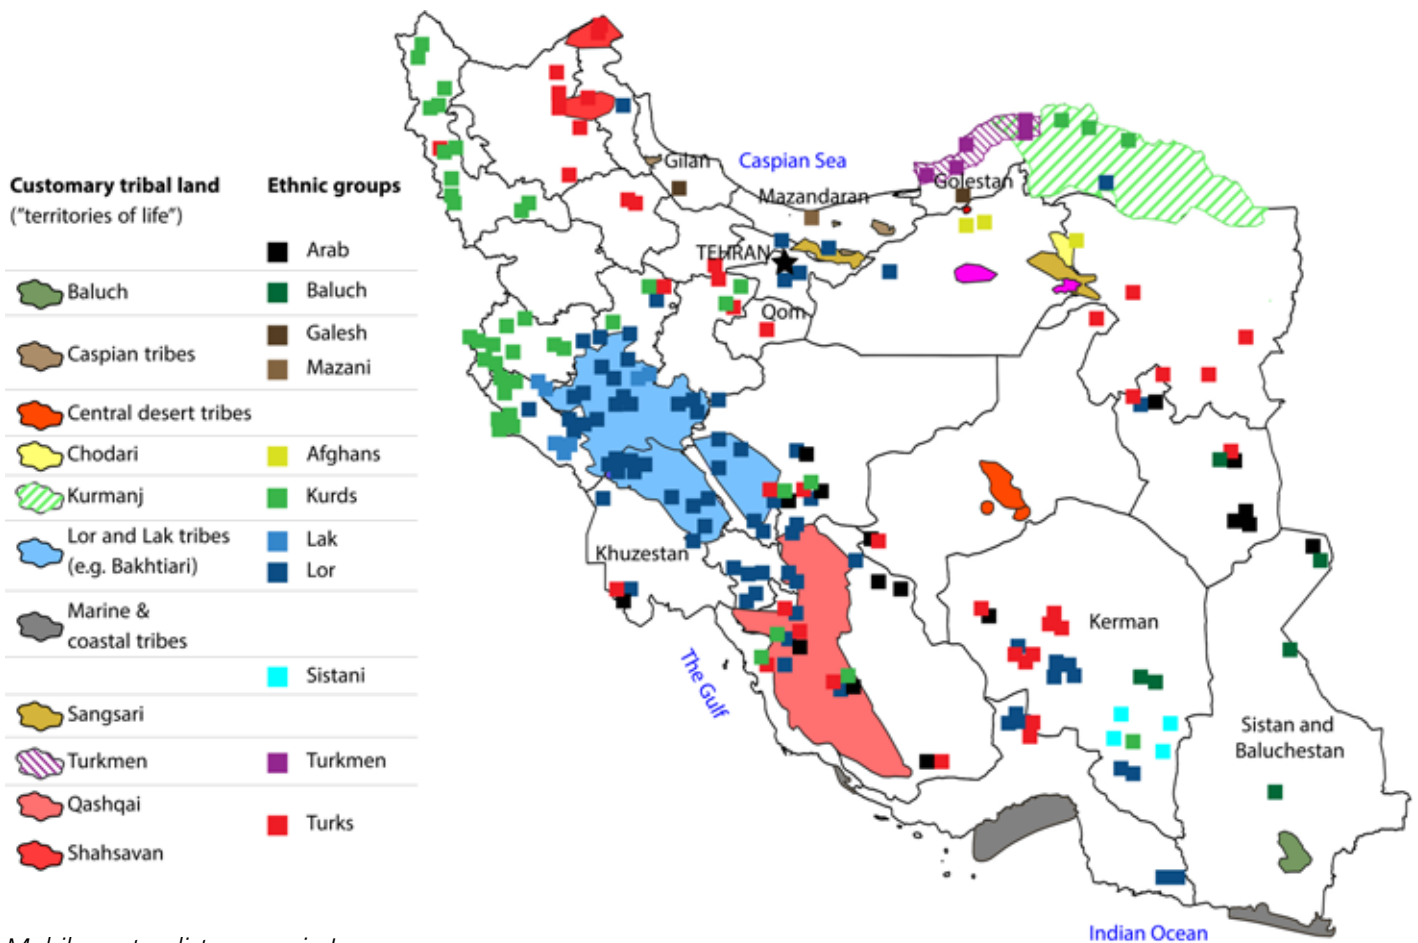 Customary tribal land
("territories of life")
Ethnic groups
Arab
Baluch
Baluch
Caspian tribes
Galesh
Mazani
Central desert tribes
Chodari
Afghans
Kurmanj
Kurds
Lor and Lak tribes
(e.g. Bakhtiari)
Lak
Lor
Marine &
coastal tribes
Sistani
Sangsari
Turkmen
Turkmen
Qashqai
Shahsavan
Turks
Gilan
Caspian Sea
Mazandaran
Golestan
TEHRAN
Qom
Khuzestan
The Gulf
Kerman
Sistan and
Baluchestan
Indian Ocean